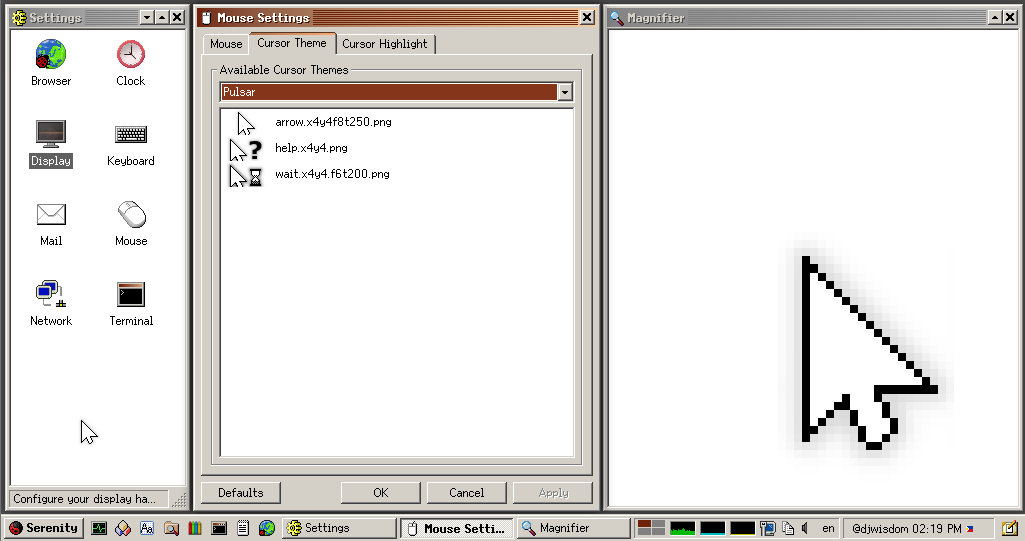 Settings
Browser
Clock
Display
Keyboard
Mail
Mouse
Network
Terminal
Configure your display ha...
Mouse Settings
Mouse
Cursor Theme
Cursor Highlight
Available Cursor Themes
Pulsar
arrow.x4y4f8t250.png
help.x4y4.png
wait.x4y4.f6t200.png
Defaults
OK
Cancel
Apply
Magnifier
Serenity
Aa
Settings
Mouse Setti...
Magnifier
en
@djwisdom 02:19 PM